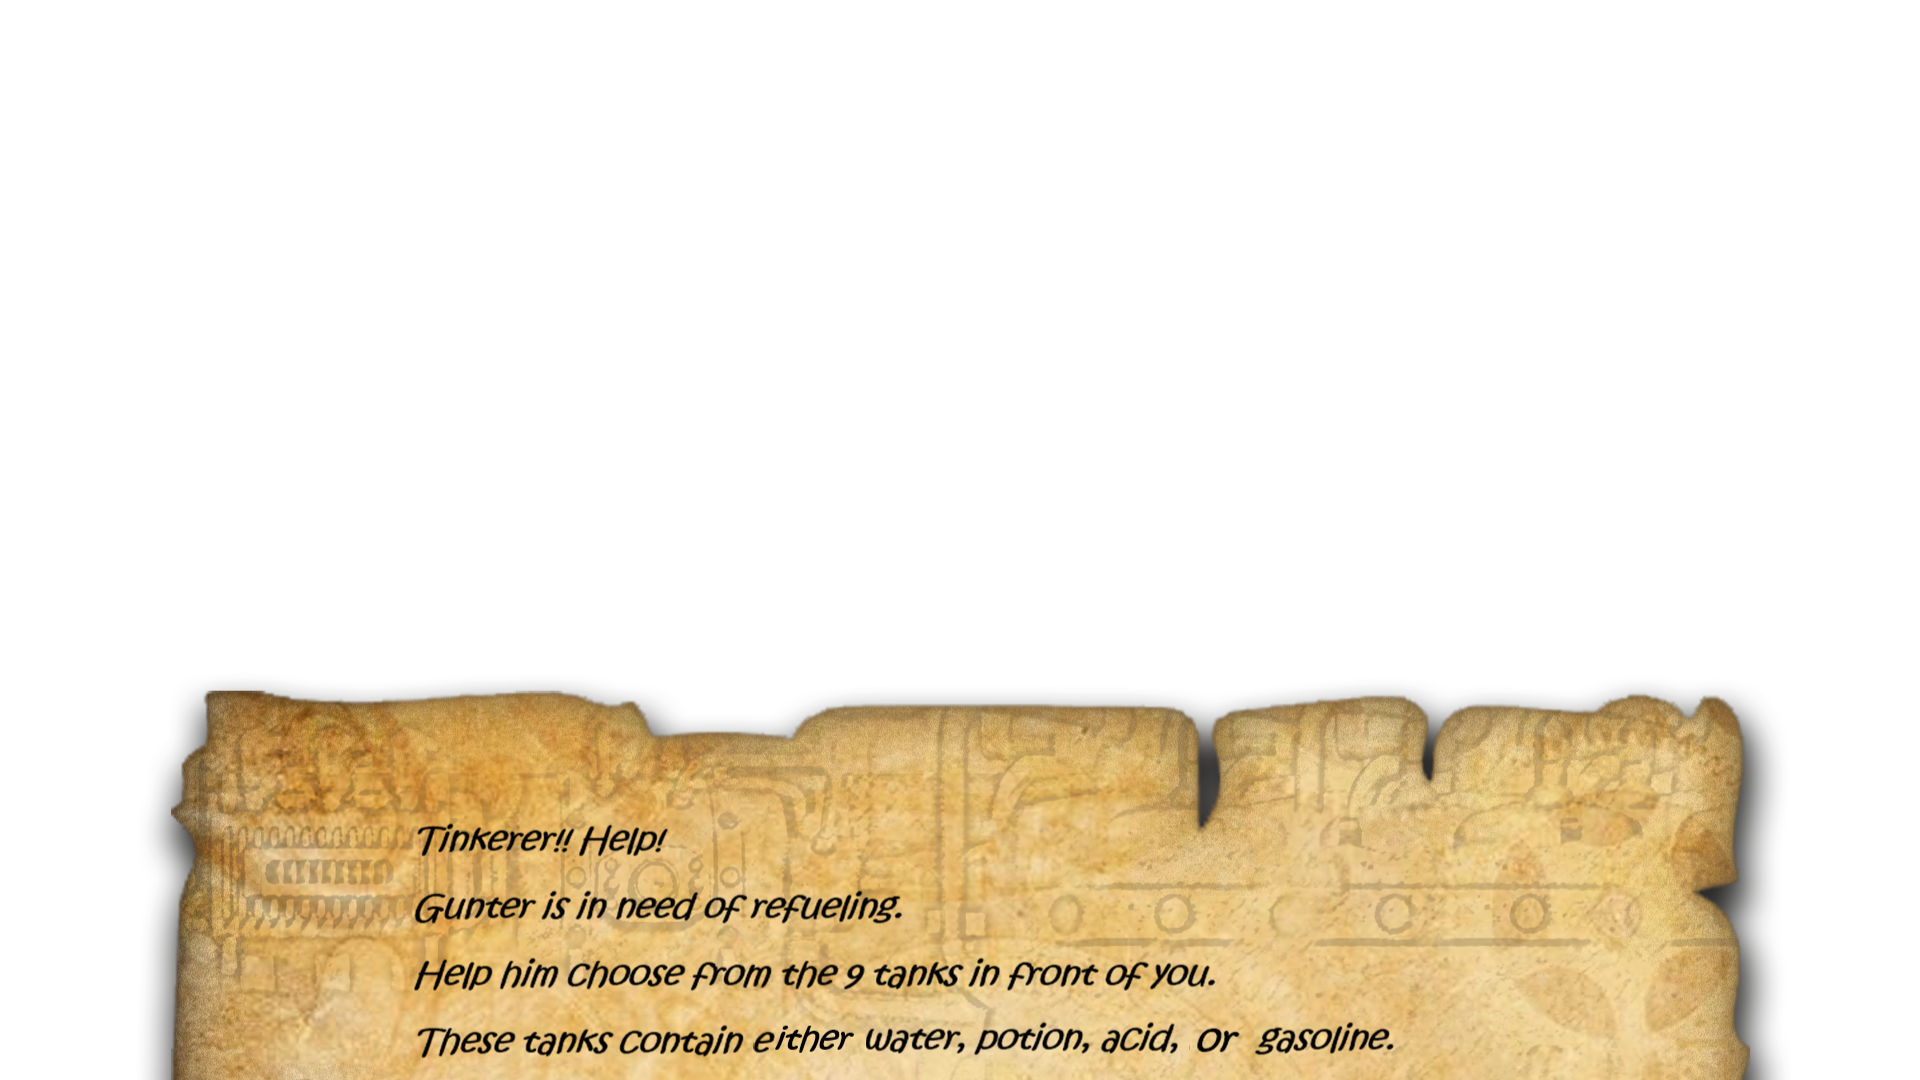 Tinkerer!! Help!
Gunter is in need of refueling.
Help him choose from the 9 tanks in front of you.
These tanks contain either water, potion, acid, or gasoline.